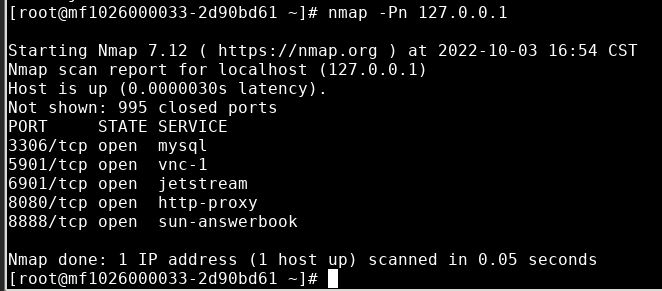 [root@mf1026000033-2d90bd61 ~]# nmap -Pn 127.0.0.1
Starting Nmap 7.12 ( https://nmap.org ) at 2022-10-03 16:54 CST
Nmap scan report for localhost (127.0.0.1)
Host is up (0.0000030s latency).
Not shown: 995 closed ports
PORT     STATE SERVICE
3306/tcp open  mysql
5901/tcp open  vnc-1
6901/tcp open  jetstream
8080/tcp open  http-proxy
8888/tcp open  sun-answerbook
Nmap done: 1 IP address (1 host up) scanned in 0.05 seconds
[root@mf1026000033-2d90bd61 ~]#